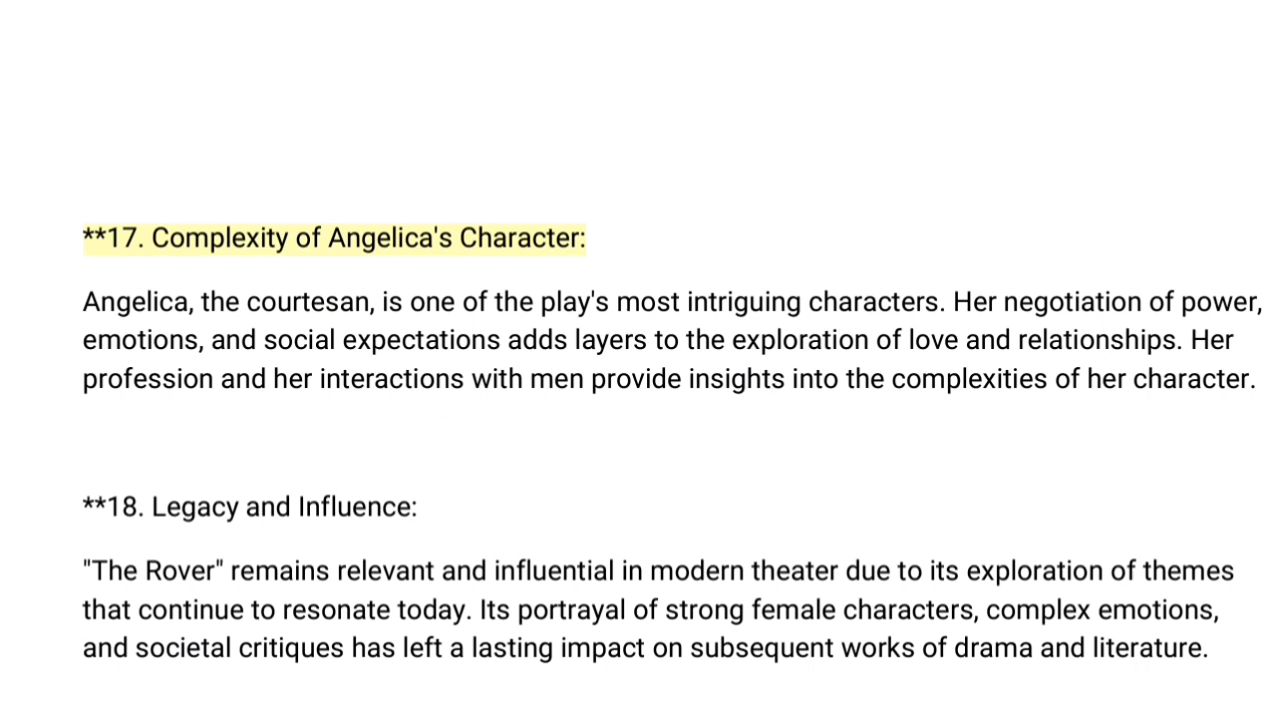 **17. Complexity of Angelica's Character:
Angelica, the courtesan, is one of the play's most intriguing characters. Her negotiation of power,
emotions, and social expectations adds layers to the exploration of love and relationships. Her
profession and her interactions with men provide insights into the complexities of her character.
**18. Legacy and Influence:
"The Rover" remains relevant and influential in modern theater due to its exploration of themes
that continue to resonate today. Its portrayal of strong female characters, complex emotions,
and societal critiques has left a lasting impact on subsequent works of drama and literature.